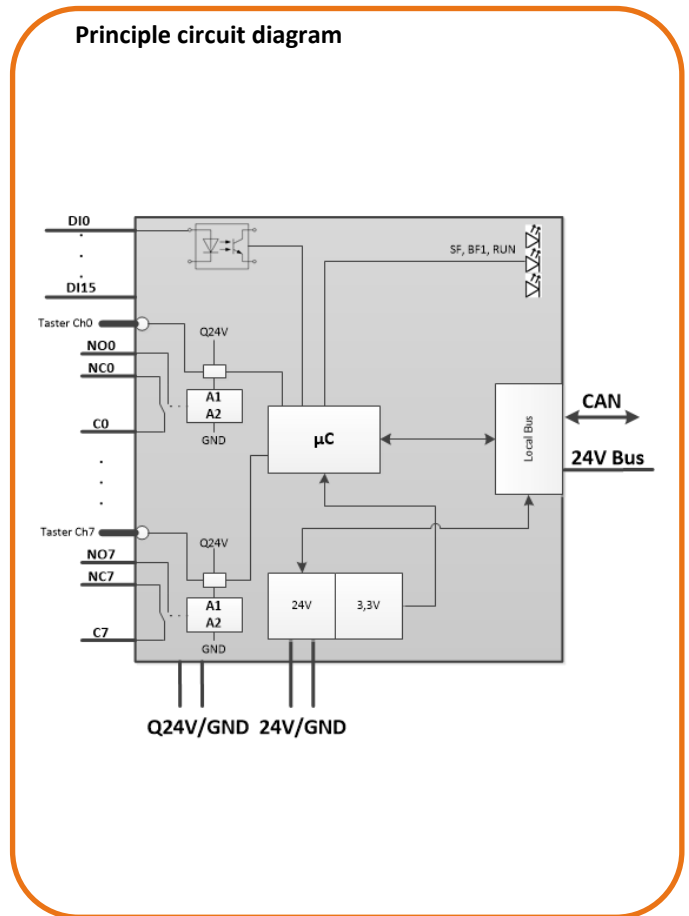 Principle circuit diagram
DI0
DI15
SF, BF1, RUN
Taster Ch0
Q24V
NO0
NC0
A1
A2
C0
GND
µC
Local Bus
CAN
24V Bus
Taster Ch7
Q24V
NO7
NC7
A1
A2
24V
3,3V
C7
GND
Q24V/GND 24V/GND